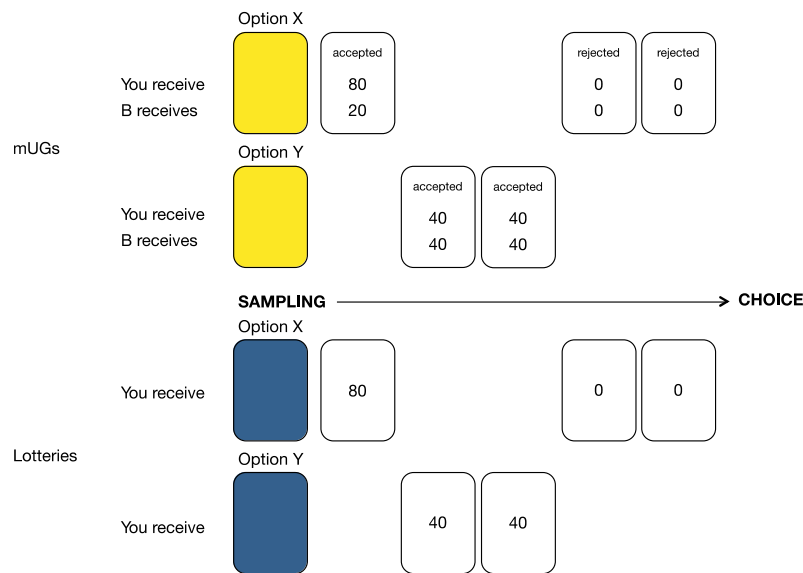 Option X
accepted rejected rejected
You receive 80 0 0
B receives 20 0 0
mUGs
Option Y
accepted accepted
You receive 40 40
B receives 40 40
SAMPLING CHOICE
Option X
You receive 80 0 0
Lotteries
Option Y
You receive 40 40